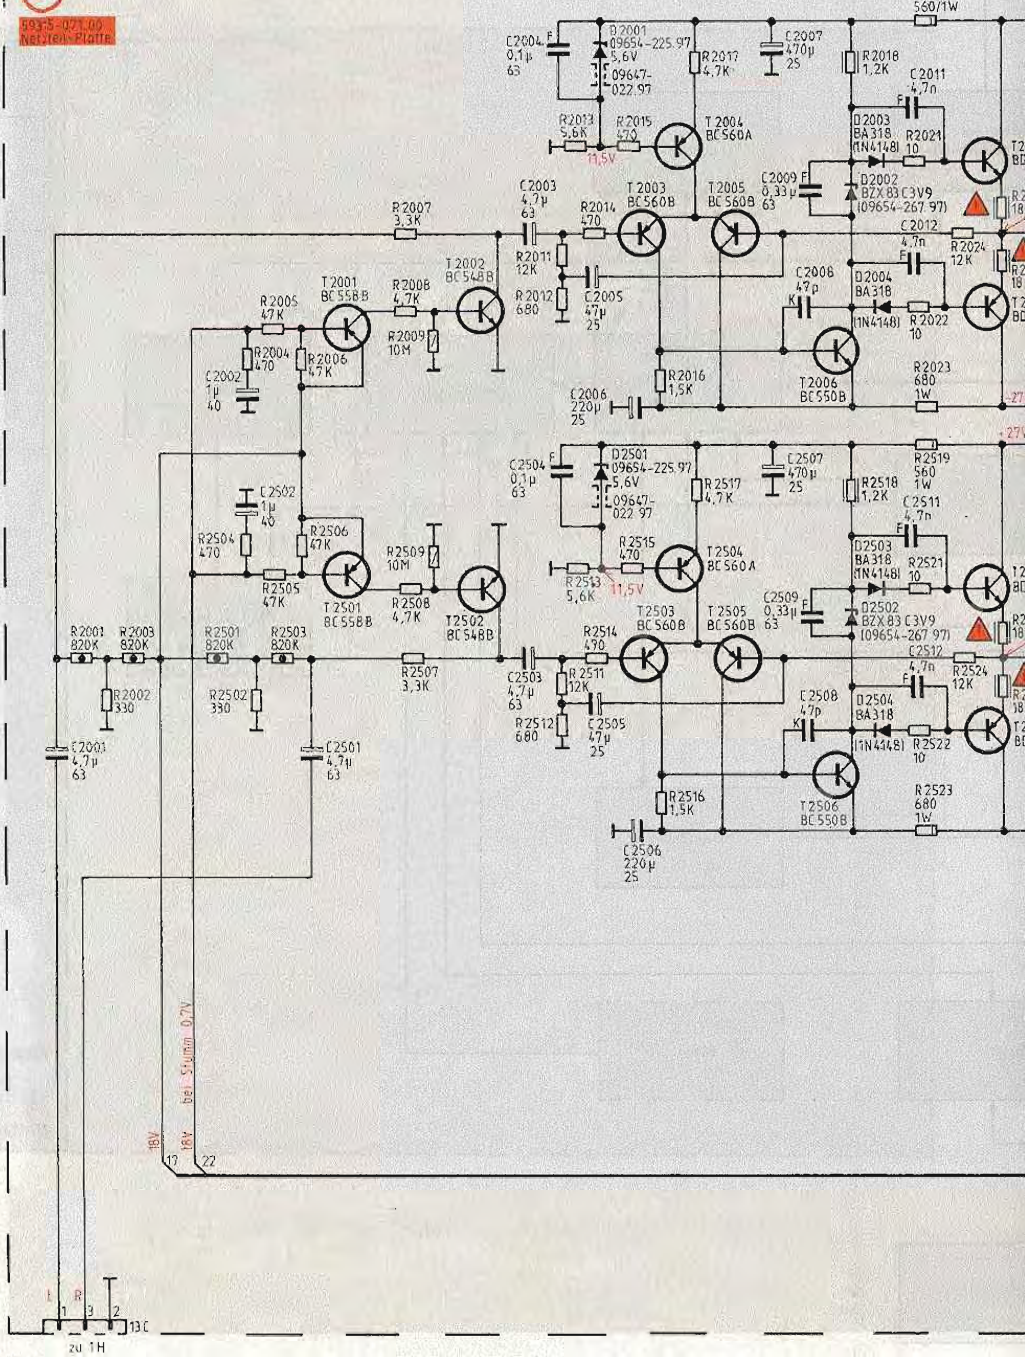 59315-071.00
Netzteil-Platte
560/1W
C2004 F
0,1µ
63
D2001
09654-225.97
5,6V
09647-
022.97
R2017
4,7K
C2007
470µ
25
R2018
1,2K
C2011
4,7n
F
R2013
5,6K
R2015
470
11,5V
T2004
BC560A
D2003
BA318
(1N4148)
R2021
10
C2009 F
0,33µ
63
D2002
BZX83 C3V9
(09654-267.97)
C2003
4,7µ
63
R2014
470
T2003
BC560B
T2005
BC560B
C2012
4,7n
F
R2024
12K
18
R2007
3,3K
R2011
12K
R2012
680
C2005
47µ
25
C2008
47p
K
D2004
BA318
(1N4148)
R2022
10
18
T2001
BC558B
R2008
4,7K
T2002
BC548B
R2005
47K
R2004
470
R2006
47K
R2009
10M
C2002
1µ
40
R2016
1,5K
T2006
BC550B
R2023
680
1W
C2006
220µ
25
-27
+27V
C2504 F
0,1µ
63
D2501
09654-225.97
5,6V
09647-
022.97
R2517
4,7K
C2507
470µ
25
R2518
1,2K
R2519
560
1W
C2511
4,7n
F
C2502
1µ
40
R2504
470
R2506
47K
R2505
47K
R2509
10M
T2501
BC558B
R2508
4,7K
T2502
BC548B
R2513
5,6K
R2515
470
11,5V
T2504
BC560A
D2503
BA318
(1N4148)
R2521
10
C2509
0,33µ
63
F
D2502
BZX83 C3V9
(09654-267.97)
R2001
820K
R2003
820K
R2501
820K
R2503
820K
R2514
470
T2503
BC560B
T2505
BC560B
C2512
4,7n
F
R2524
12K
18
R2002
330
R2502
330
R2507
3,3K
C2503
4,7µ
63
R2511
12K
R2512
680
C2505
47µ
25
C2508
47p
K
D2504
BA318
(1N4148)
R2522
10
18
C2001
4,7µ
63
C2501
4,7µ
63
R2516
1,5K
T2506
BC550B
R2523
680
1W
C2506
220µ
25
18V
18V bei Stumm 0,7V
17
22
L
R
1
3
2
13C
zu 1H